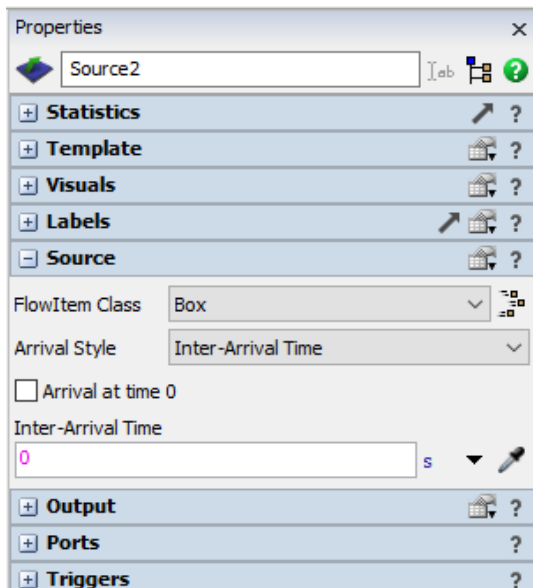 Properties
Source2
Statistics ?
Template ?
Visuals ?
Labels ?
Source ?
FlowItem Class Box
Arrival Style Inter-Arrival Time
Arrival at time 0
Inter-Arrival Time
0 s
Output ?
Ports ?
Triggers ?